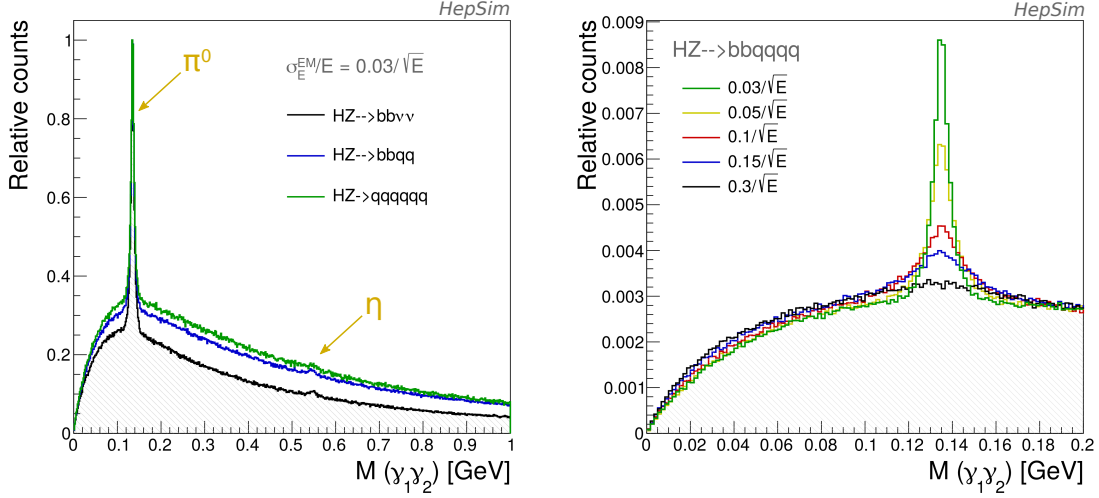 HepSim
Relative counts
1
0.8
0.6
0.4
0.2
0
π⁰
η
σ_E^EM/E = 0.03/√E
HZ-->bbνν
HZ-->bbqq
HZ->qqqqqq
0 0.1 0.2 0.3 0.4 0.5 0.6 0.7 0.8 0.9 1
M (γ₁γ₂) [GeV]
HepSim
Relative counts
0.009
0.008
0.007
0.006
0.005
0.004
0.003
0.002
0.001
0
HZ-->bbqqqq
0.03/√E
0.05/√E
0.1/√E
0.15/√E
0.3/√E
0 0.02 0.04 0.06 0.08 0.1 0.12 0.14 0.16 0.18 0.2
M (γ₁γ₂) [GeV]